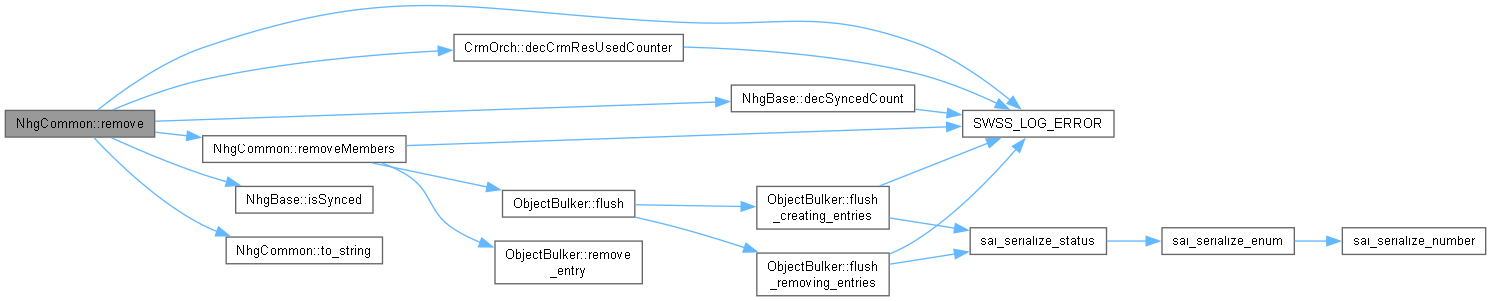 NhgCommon::remove
CrmOrch::decCrmResUsedCounter
NhgBase::decSyncedCount
SWSS_LOG_ERROR
NhgCommon::removeMembers
NhgBase::isSynced
ObjectBulker::flush
ObjectBulker::flush
_creating_entries
NhgCommon::to_string
ObjectBulker::remove
_entry
ObjectBulker::flush
_removing_entries
sai_serialize_status
sai_serialize_enum
sai_serialize_number